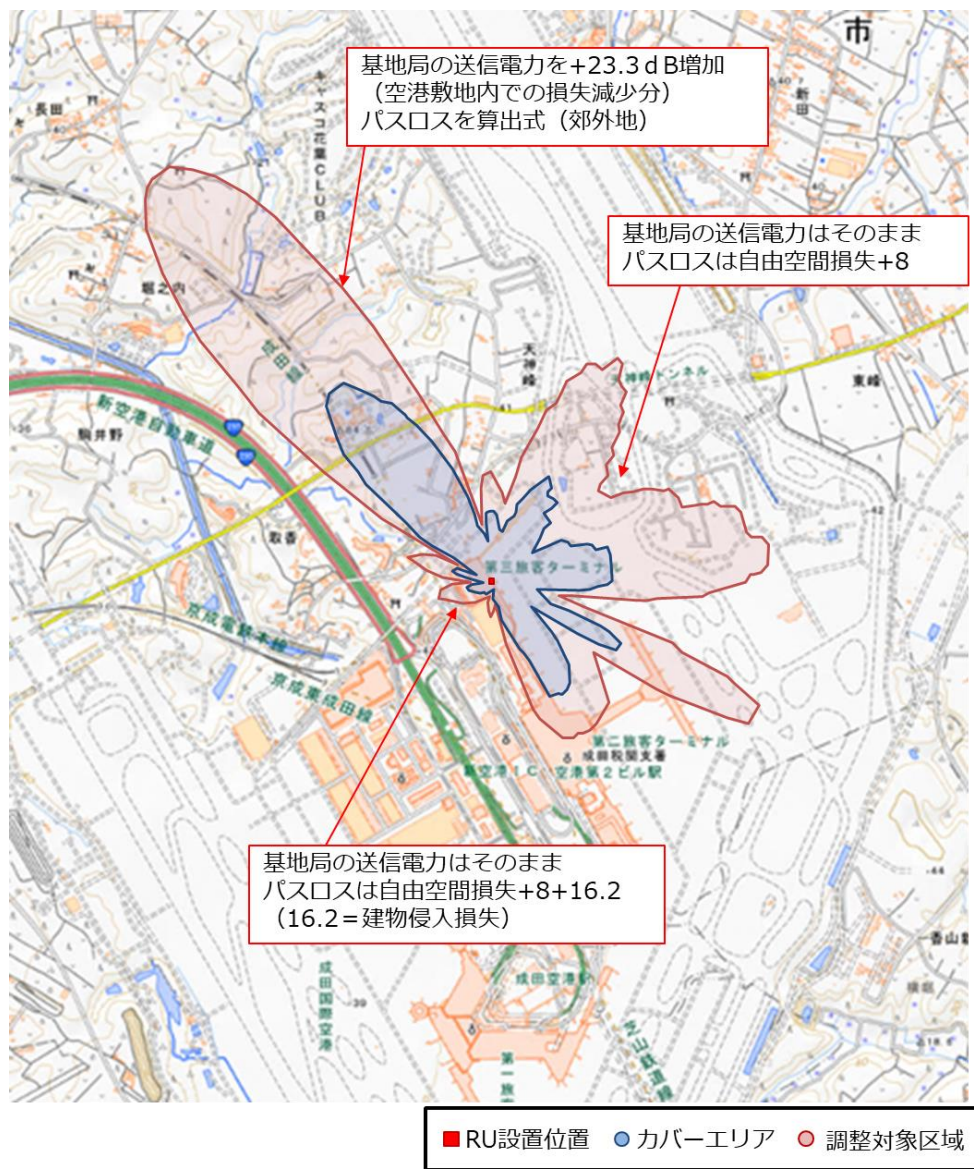 市
基地局の送信電力を+23.3ｄB増加
（空港敷地内での損失減少分）
パスロスを算出式（郊外地）
長田
キャスコ花葉CLUB
新田
基地局の送信電力はそのまま
パスロスは自由空間損失+8
堀之内
成田線
天神峰
天神峰トンネル
東峰
新空港自動車道
駒井野
取香
第三旅客ターミナル
京成電鉄本線
京成東成田線
第二旅客ターミナル
成田税関支署
新空港IC
空港第2ビル駅
基地局の送信電力はそのまま
パスロスは自由空間損失+8+16.2
（16.2＝建物侵入損失）
香山新
成田国際空港
成田空港駅
芝山鉄道線
第一旅
RU設置位置
カバーエリア
調整対象区域